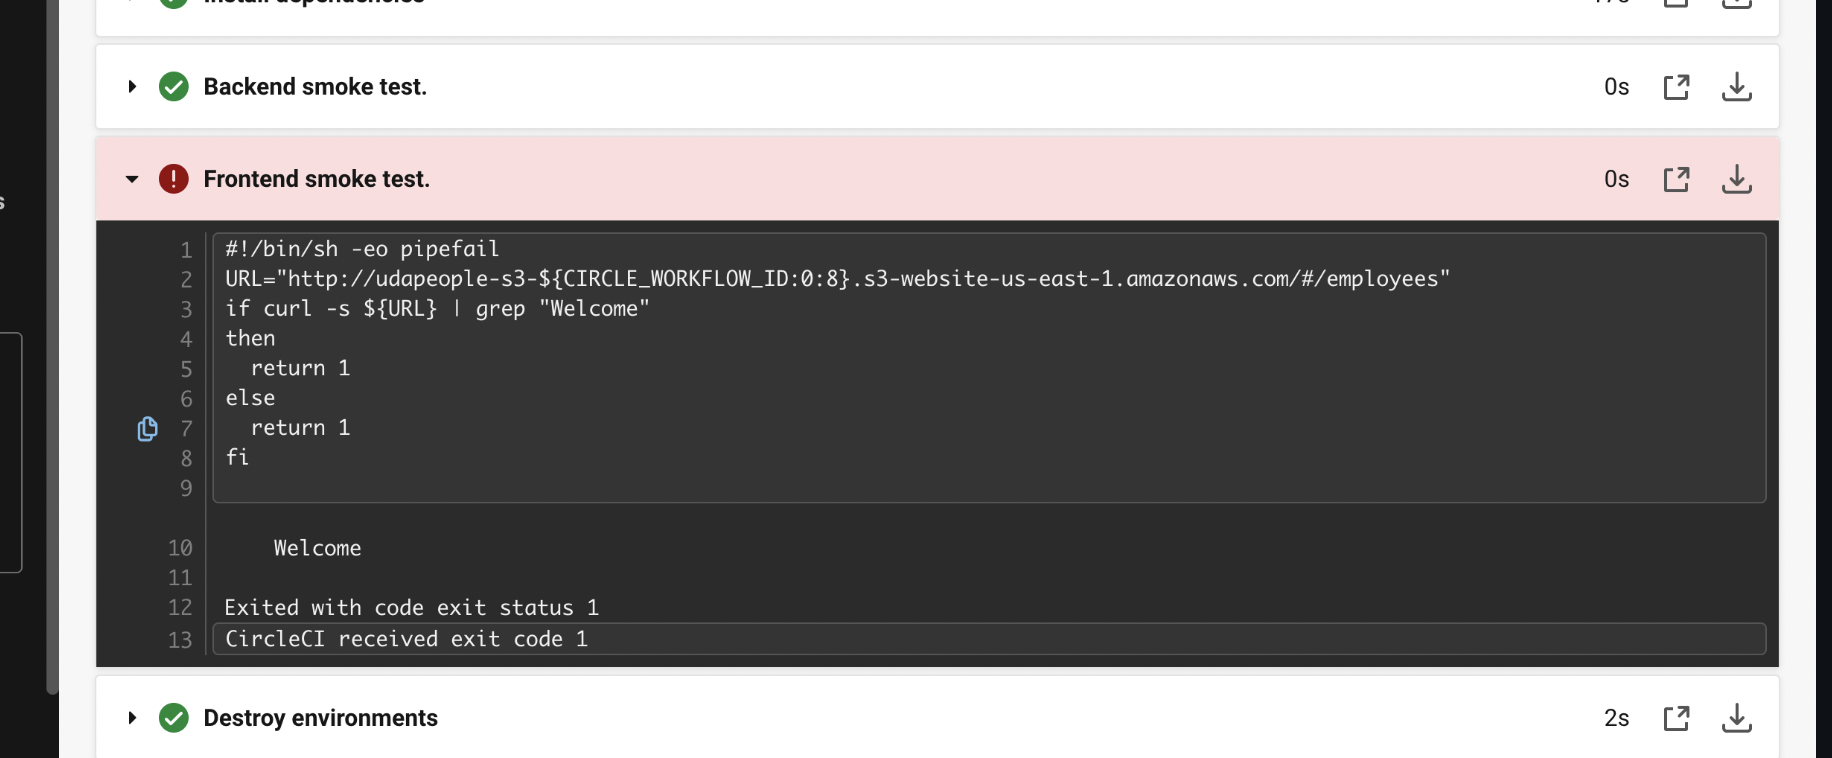 Install dependencies
Backend smoke test.
0s
Frontend smoke test.
0s
1 #!/bin/sh -eo pipefail
2 URL="http://udapeople-s3-${CIRCLE_WORKFLOW_ID:0:8}.s3-website-us-east-1.amazonaws.com/#/employees"
3 if curl -s ${URL} | grep "Welcome"
4 then
5   return 1
6 else
7   return 1
8 fi
9
10     Welcome
11
12 Exited with code exit status 1
13 CircleCI received exit code 1
Destroy environments
2s